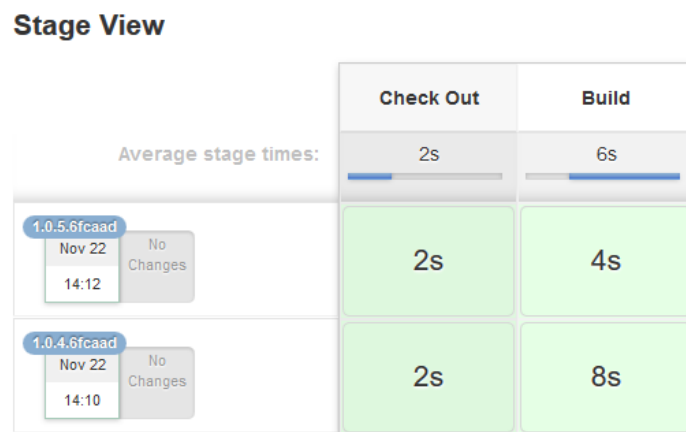 Stage View
Check Out Build
Average stage times: 2s 6s
1.0.5.6fcaad
Nov 22 No
Changes
14:12
2s 4s
1.0.4.6fcaad
Nov 22 No
Changes
14:10
2s 8s